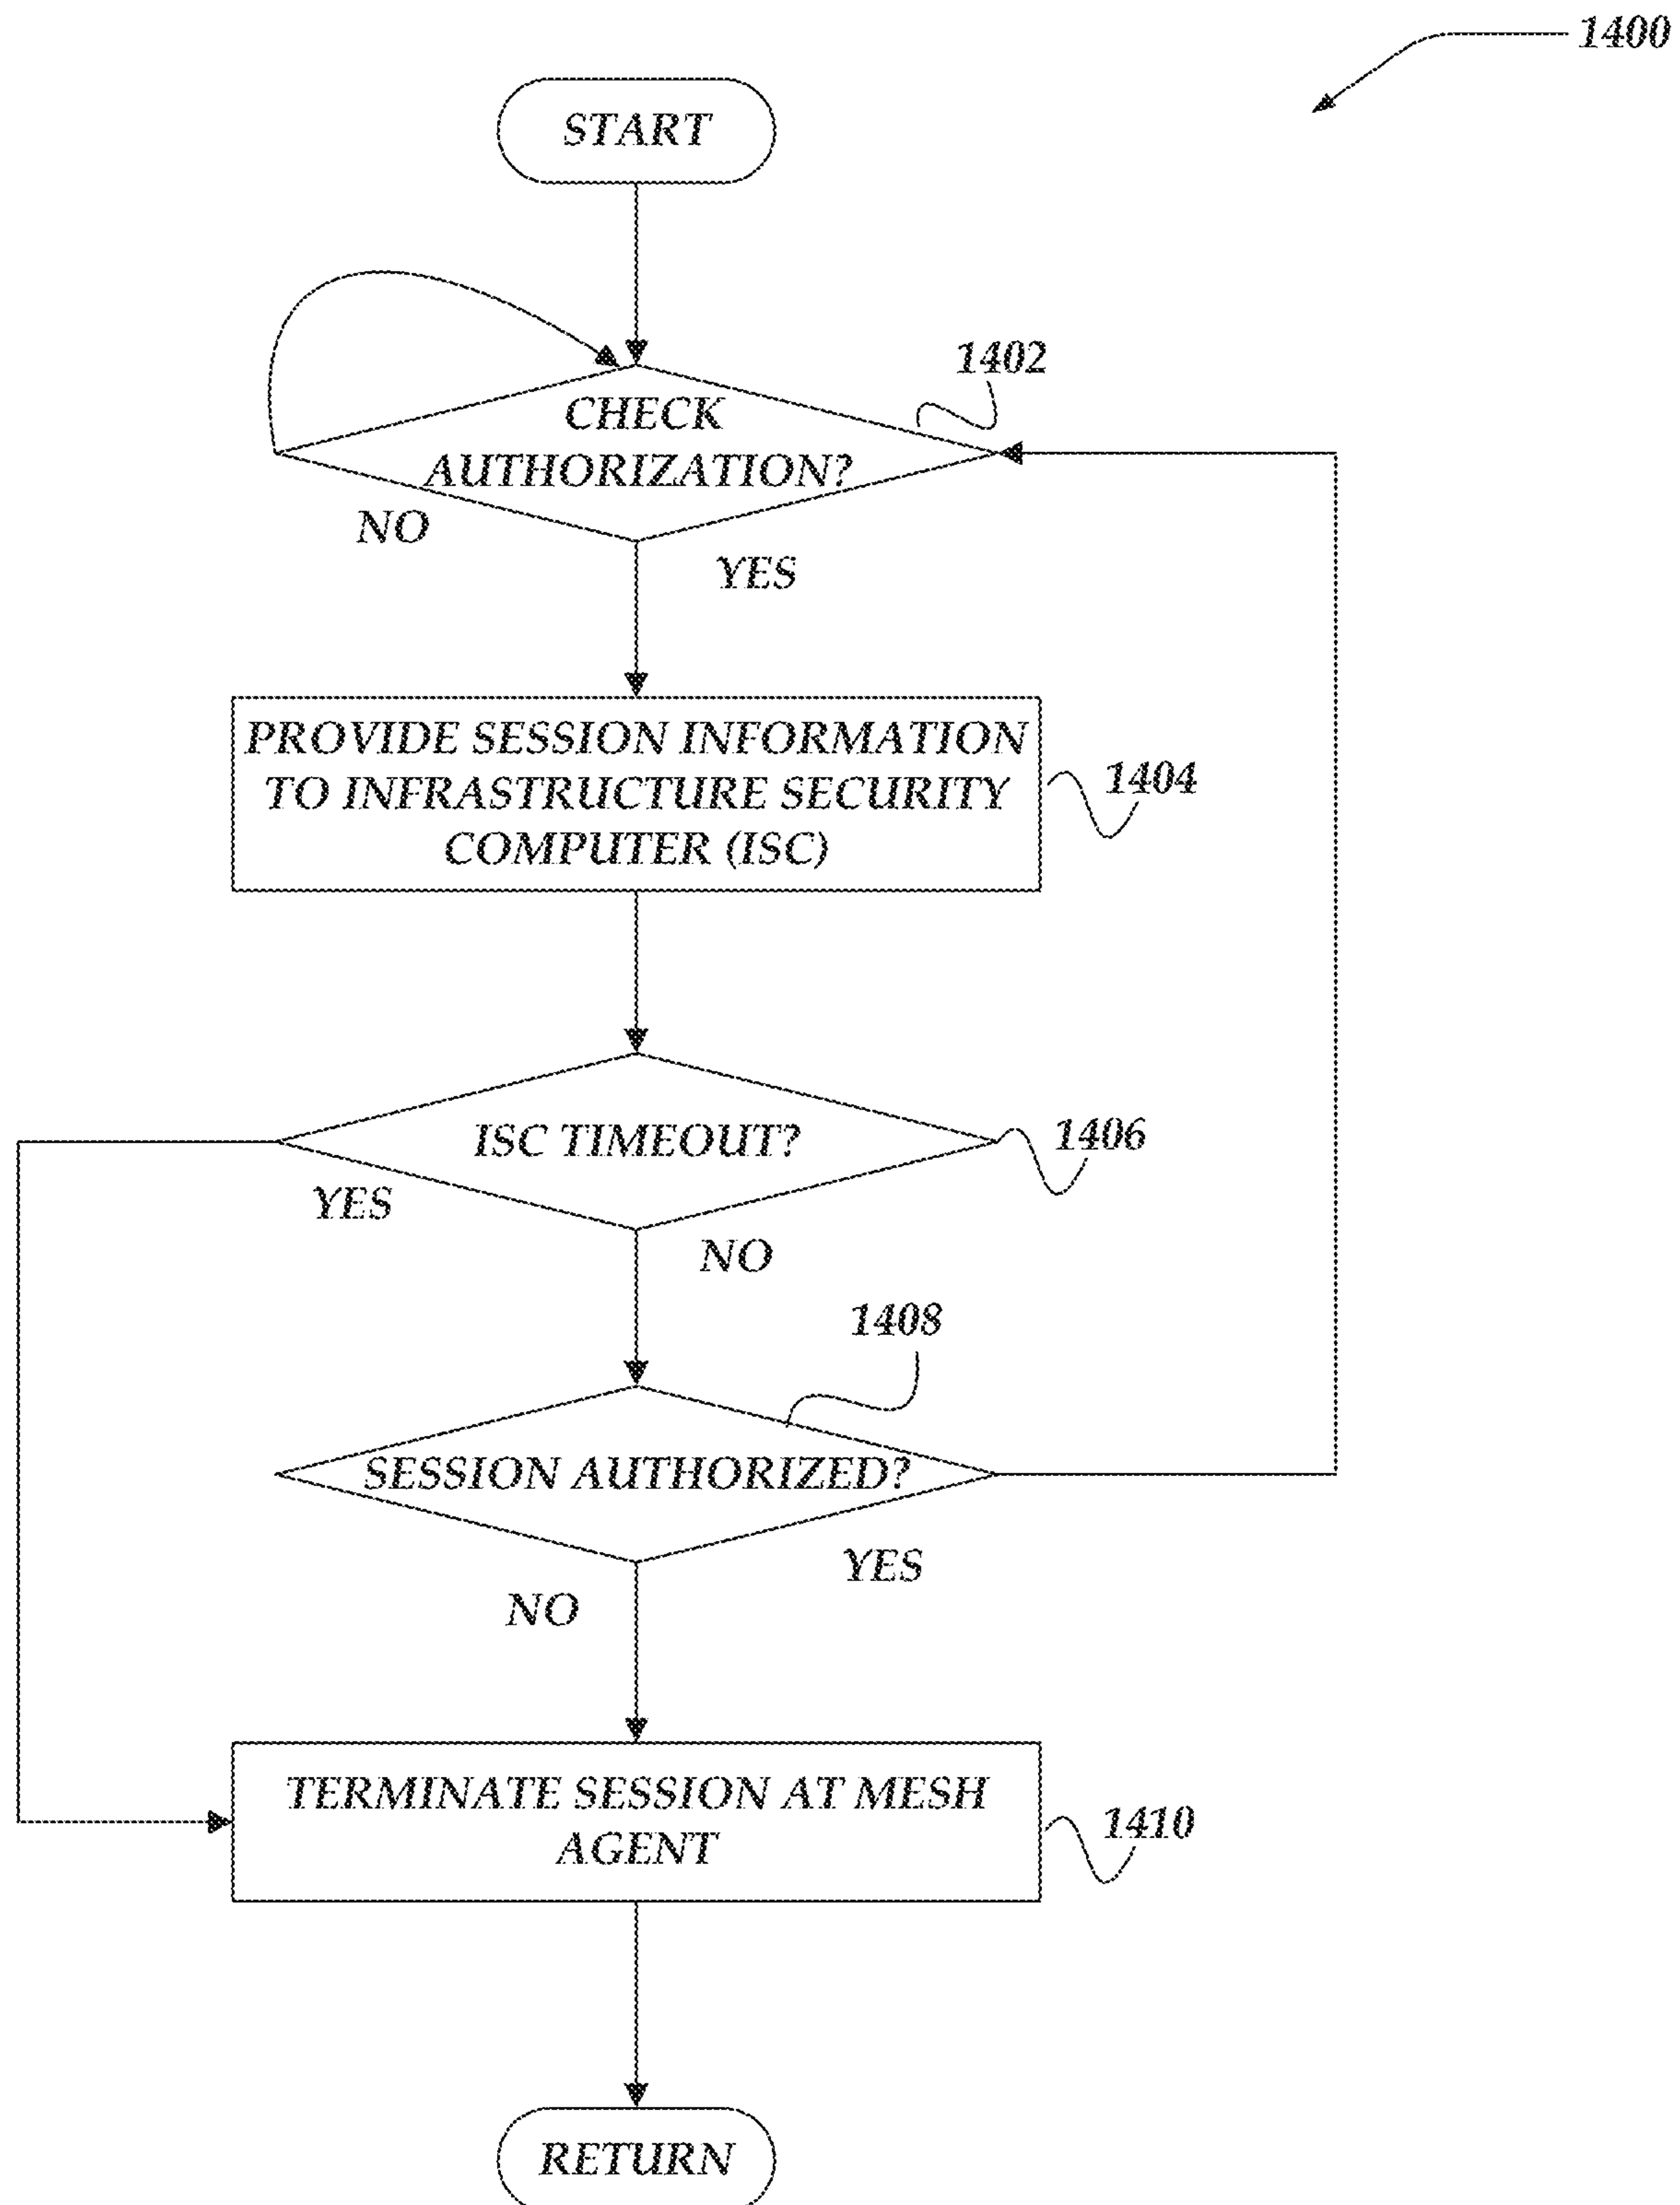 1400
START
1402
CHECK
AUTHORIZATION?
NO
YES
PROVIDE SESSION INFORMATION
TO INFRASTRUCTURE SECURITY
COMPUTER (ISC)
1404
ISC TIMEOUT?
1406
YES
NO
1408
SESSION AUTHORIZED?
YES
NO
TERMINATE SESSION AT MESH
AGENT
1410
RETURN